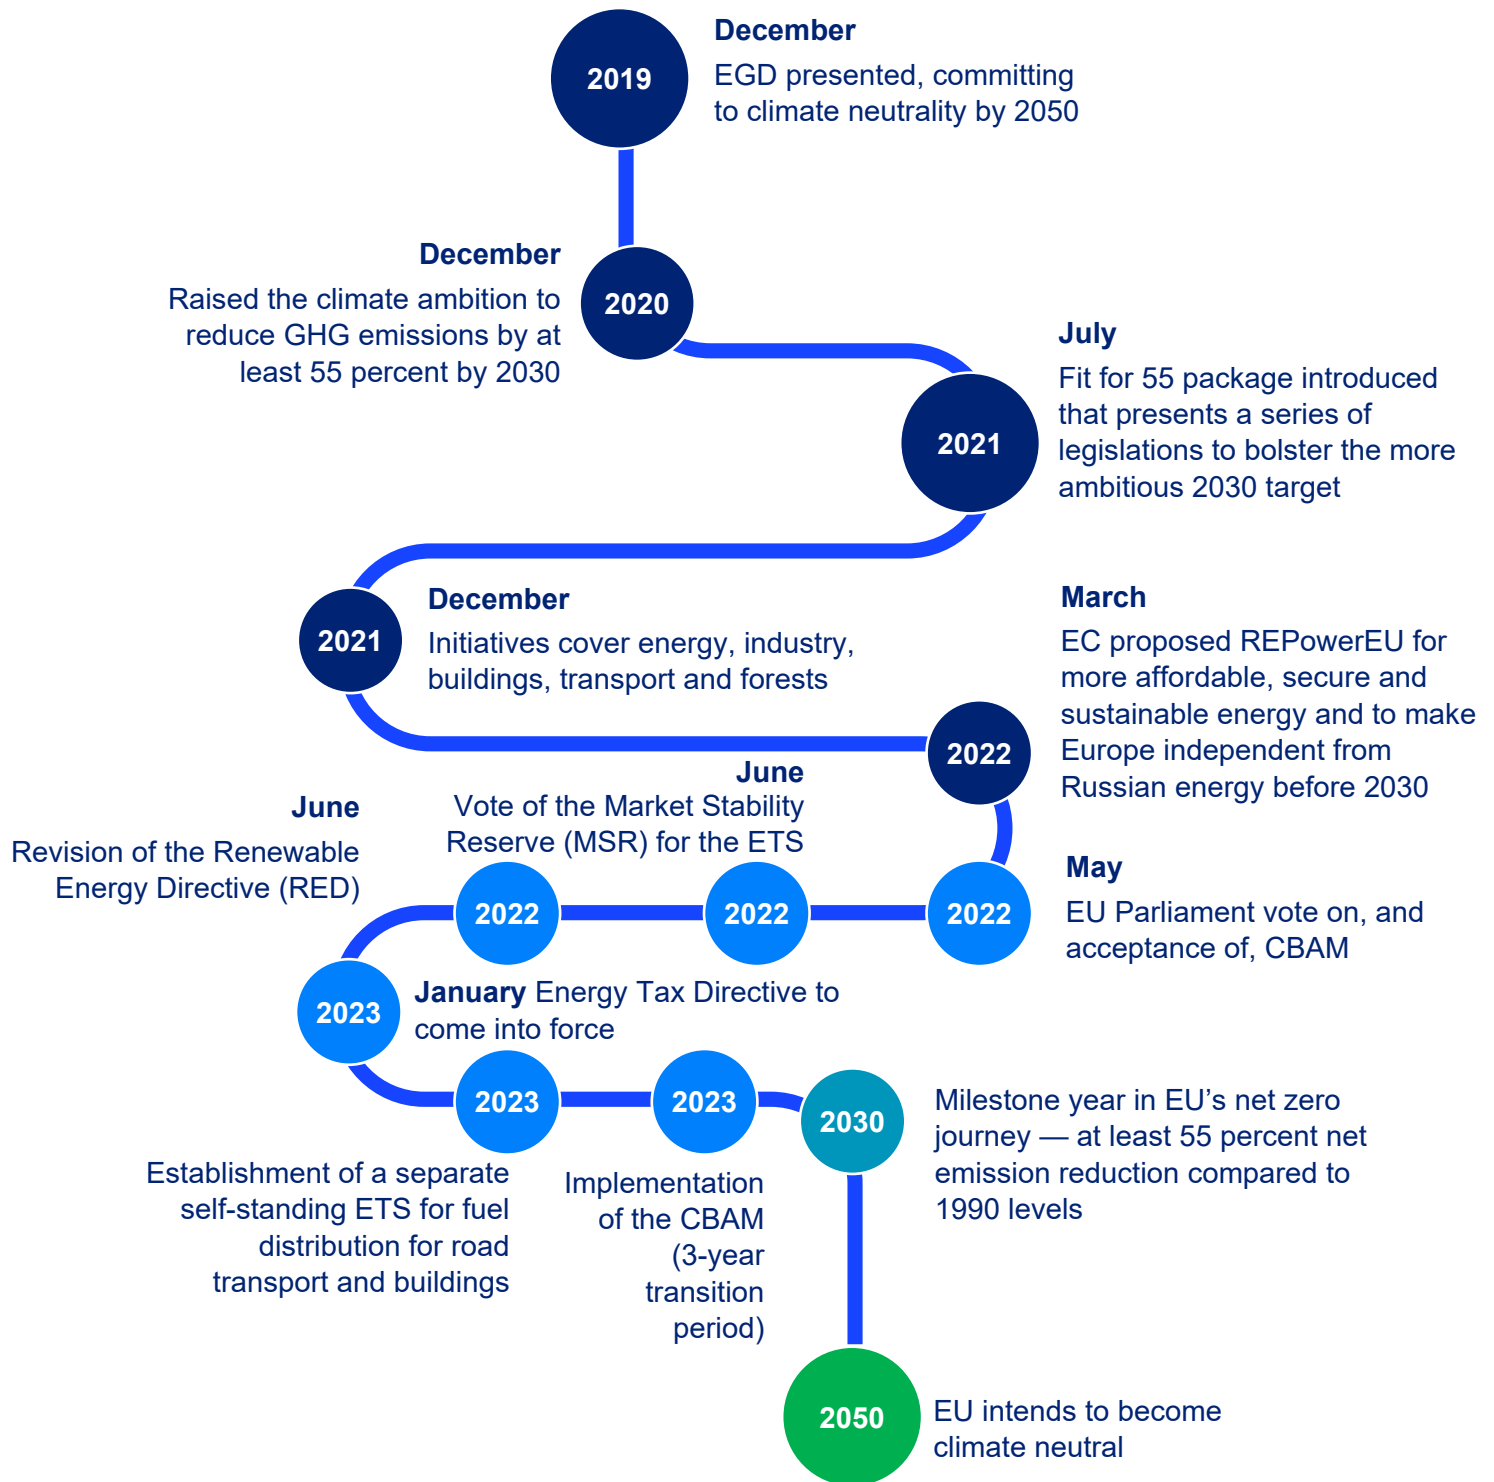 2019
December
EGD presented, committing
to climate neutrality by 2050
December
Raised the climate ambition to
reduce GHG emissions by at
least 55 percent by 2030
2020
July
Fit for 55 package introduced
that presents a series of
legislations to bolster the more
ambitious 2030 target
2021
2021
December
Initiatives cover energy, industry,
buildings, transport and forests
March
EC proposed REPowerEU for
more affordable, secure and
sustainable energy and to make
Europe independent from
Russian energy before 2030
2022
May
EU Parliament vote on, and
acceptance of, CBAM
2022
June
Vote of the Market Stability
Reserve (MSR) for the ETS
2022
June
Revision of the Renewable
Energy Directive (RED)
2022
2023
January Energy Tax Directive to
come into force
2023
Establishment of a separate
self-standing ETS for fuel
distribution for road
transport and buildings
2023
Implementation
of the CBAM
(3-year
transition
period)
2030
Milestone year in EU’s net zero
journey — at least 55 percent net
emission reduction compared to
1990 levels
2050
EU intends to become
climate neutral